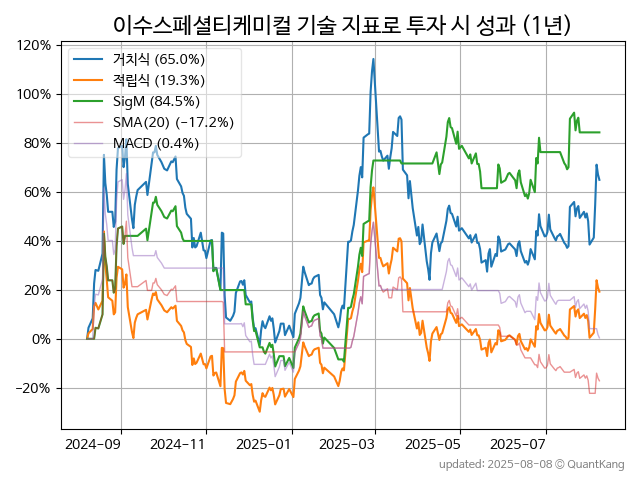 이수스페셜티케미컬 기술 지표로 투자 시 성과 (1년)
120%
100%
80%
60%
40%
20%
0%
−20%
거치식 (65.0%)
적립식 (19.3%)
SigM (84.5%)
SMA(20) (−17.2%)
MACD (0.4%)
2024-09 2024-11 2025-01 2025-03 2025-05 2025-07
updated: 2025-08-08 ⓒ QuantKang